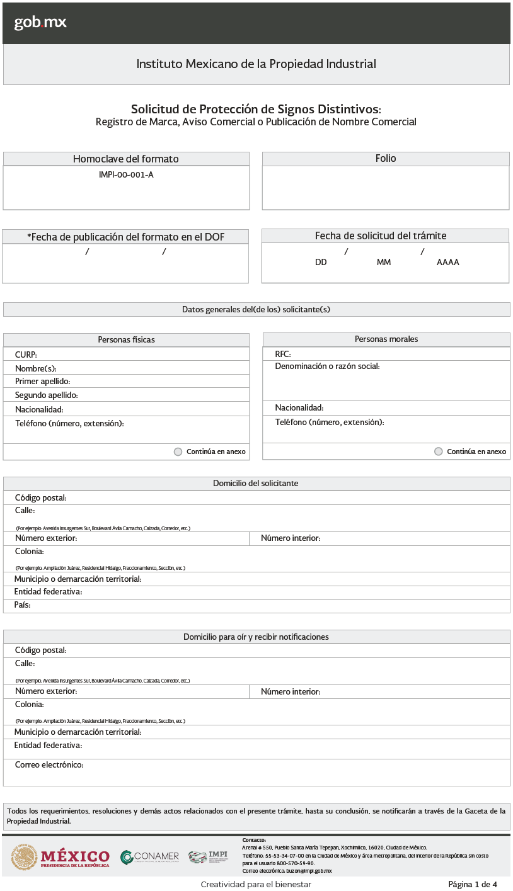 gob.mx
Instituto Mexicano de la Propiedad Industrial
Solicitud de Protección de Signos Distintivos:
Registro de Marca, Aviso Comercial o Publicación de Nombre Comercial
Homoclave del formato
IMPI-00-001-A
Folio
*Fecha de publicación del formato en el DOF
/ /
Fecha de solicitud del trámite
/ /
DD MM AAAA
Datos generales del(de los) solicitante(s)
Personas físicas
CURP:
Nombre(s):
Primer apellido:
Segundo apellido:
Nacionalidad:
Teléfono (número, extensión):
Continúa en anexo
Personas morales
RFC:
Denominación o razón social:
Nacionalidad:
Teléfono (número, extensión):
Continúa en anexo
Domicilio del solicitante
Código postal:
Calle:
(Por ejemplo: Avenida Insurgentes Sur, Boulevard Ávila Camacho, Calzada, Corredor, etc.)
Número exterior: Número interior:
Colonia:
(Por ejemplo: Ampliación Juárez, Residencial Hidalgo, Fraccionamiento, Sección, etc.)
Municipio o demarcación territorial:
Entidad federativa:
País:
Domicilio para oír y recibir notificaciones
Código postal:
Calle:
(Por ejemplo: Avenida Insurgentes Sur, Boulevard Ávila Camacho, Calzada, Corredor, etc.)
Número exterior: Número interior:
Colonia:
(Por ejemplo: Ampliación Juárez, Residencial Hidalgo, Fraccionamiento, Sección, etc.)
Municipio o demarcación territorial:
Entidad federativa:
Correo electrónico:
Todos los requerimientos, resoluciones y demás actos relacionados con el presente trámite, hasta su conclusión, se notificarán a través de la Gaceta de la
Propiedad Industrial.
MÉXICO
PRESIDENCIA DE LA REPÚBLICA
CONAMER
IMPI
Contacto:
Arenal # 550, Pueblo Santa María Tepepan, Xochimilco, 16020, Ciudad de México.
Teléfono: 55-53-34-07-00 en la Ciudad de México y área metropolitana, del interior de la República sin costo
para el usuario 800-570-59-90.
Correo electrónico: buzon@impi.gob.mx
Creatividad para el bienestar
Página 1 de 4